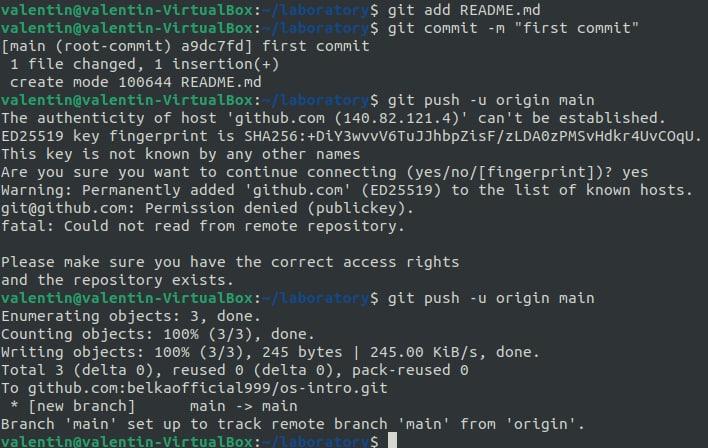 valentin@valentin-VirtualBox:~/laboratory$ git add README.md
valentin@valentin-VirtualBox:~/laboratory$ git commit -m "first commit"
[main (root-commit) a9dc7fd] first commit
 1 file changed, 1 insertion(+)
 create mode 100644 README.md
valentin@valentin-VirtualBox:~/laboratory$ git push -u origin main
The authenticity of host 'github.com (140.82.121.4)' can't be established.
ED25519 key fingerprint is SHA256:+DiY3wvvV6TuJJhbpZisF/zLDA0zPMSvHdkr4UvCOqU.
This key is not known by any other names
Are you sure you want to continue connecting (yes/no/[fingerprint])? yes
Warning: Permanently added 'github.com' (ED25519) to the list of known hosts.
git@github.com: Permission denied (publickey).
fatal: Could not read from remote repository.

Please make sure you have the correct access rights
and the repository exists.
valentin@valentin-VirtualBox:~/laboratory$ git push -u origin main
Enumerating objects: 3, done.
Counting objects: 100% (3/3), done.
Writing objects: 100% (3/3), 245 bytes | 245.00 KiB/s, done.
Total 3 (delta 0), reused 0 (delta 0), pack-reused 0
To github.com:belkaofficial999/os-intro.git
 * [new branch]      main -> main
Branch 'main' set up to track remote branch 'main' from 'origin'.
valentin@valentin-VirtualBox:~/laboratory$